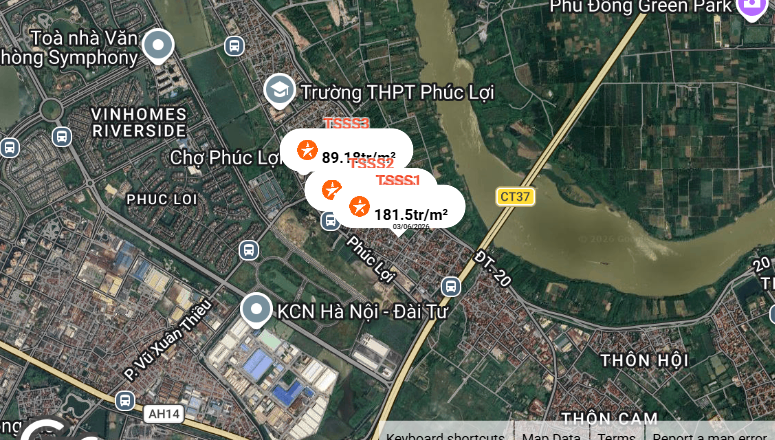 Phù Đổng Green Park
Toà nhà Văn
phòng Symphony
Trường THPT Phúc Lợi
VINHOMES
RIVERSIDE
TSSS3
89.18tr/m²
Chợ Phúc Lợi
TSSS2
TSSS1
181.5tr/m²
03/06/2026
PHUC LOI
CT37
Phúc Lợi
ĐT. 20
20
KCN Hà Nội - Đài Tư
P. Vũ Xuân Thiều
THÔN HỘI
AH14
THÔN CAM
Keyboard shortcuts
Map Data
Terms
Report a map error